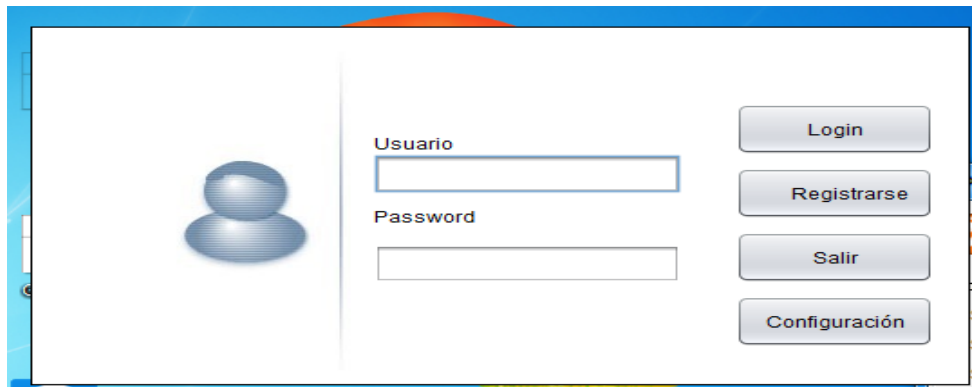 Usuario
Password
Login
Registrarse
Salir
Configuración